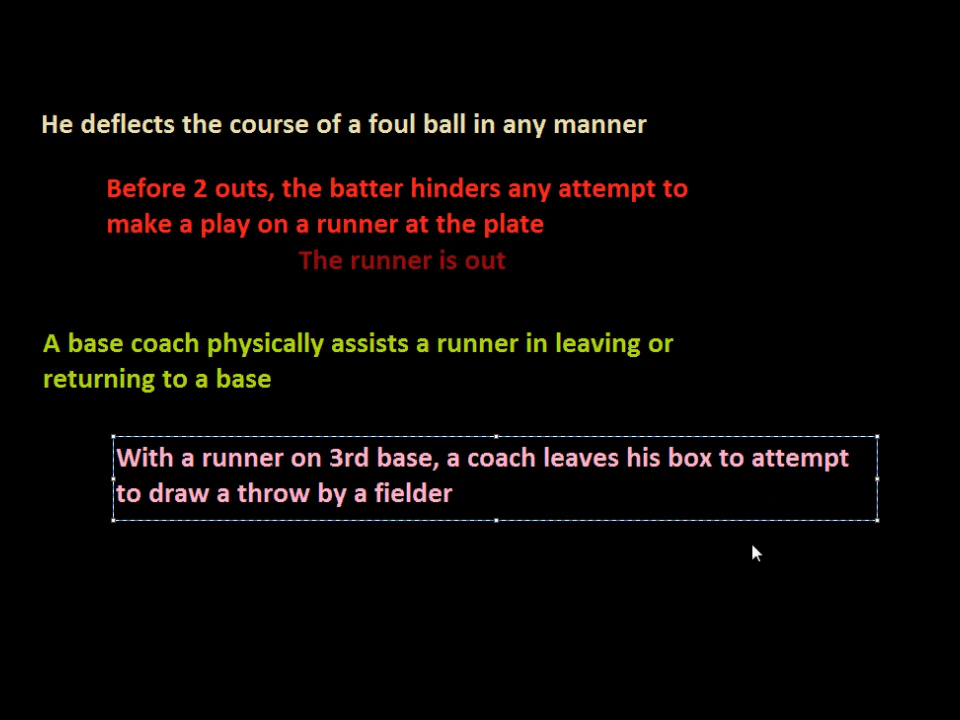 He deflects the course of a foul ball in any manner
Before 2 outs, the batter hinders any attempt to
make a play on a runner at the plate
The runner is out
A base coach physically assists a runner in leaving or
returning to a base
With a runner on 3rd base, a coach leaves his box to attempt
to draw a throw by a fielder